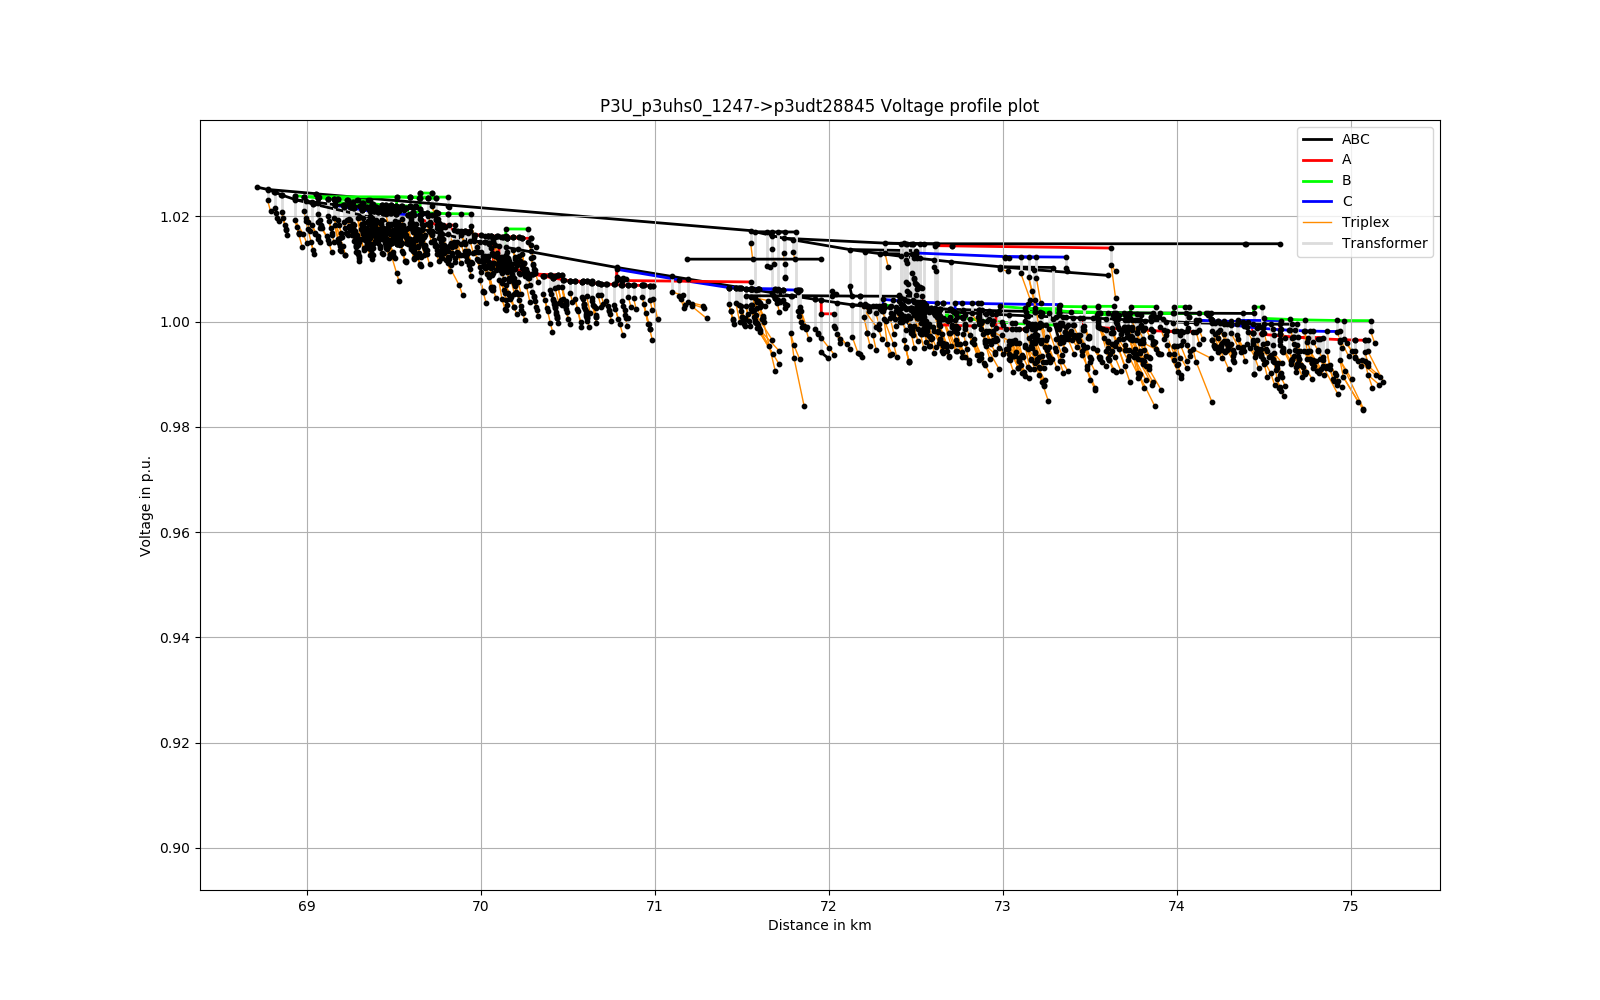 P3U_p3uhs0_1247->p3udt28845 Voltage profile plot
ABC
A
B
C
Triplex
Transformer
Voltage in p.u.
1.02
1.00
0.98
0.96
0.94
0.92
0.90
69 70 71 72 73 74 75
Distance in km